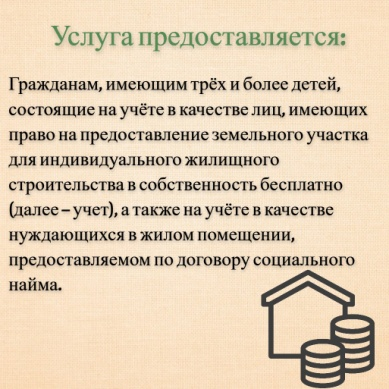 Услуга предоставляется:
Гражданам, имеющим трёх и более детей,
состоящие на учёте в качестве лиц, имеющих
право на предоставление земельного участка
для индивидуального жилищного
строительства в собственность бесплатно
(далее – учет), а также на учёте в качестве
нуждающихся в жилом помещении,
предоставляемом по договору социального
найма.